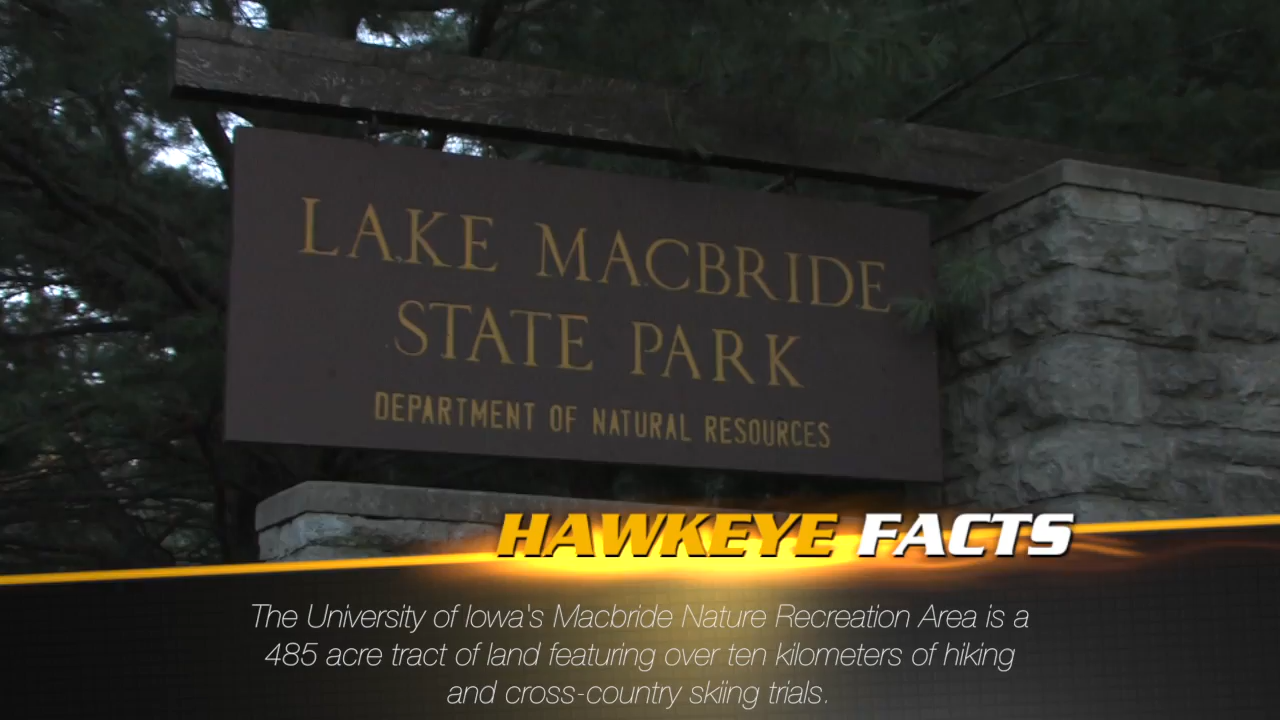 LAKE MACBRIDE
STATE PARK
DEPARTMENT OF NATURAL RESOURCES
HAWKEYE FACTS
The University of Iowa's Macbride Nature Recreation Area is a
485 acre tract of land featuring over ten kilometers of hiking
and cross-country skiing trials.